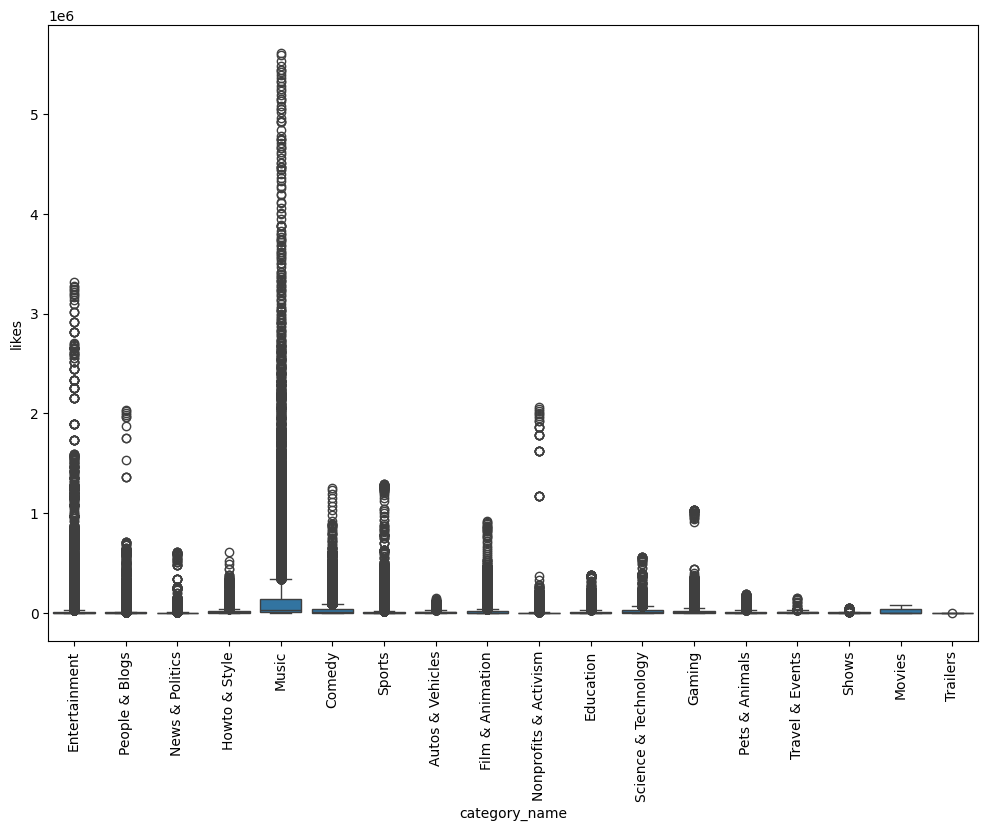 1e6
5
4
3
2
1
0
likes
Entertainment
People & Blogs
News & Politics
Howto & Style
Music
Comedy
Sports
Autos & Vehicles
Film & Animation
Nonprofits & Activism
Education
Science & Technology
Gaming
Pets & Animals
Travel & Events
Shows
Movies
Trailers
category_name